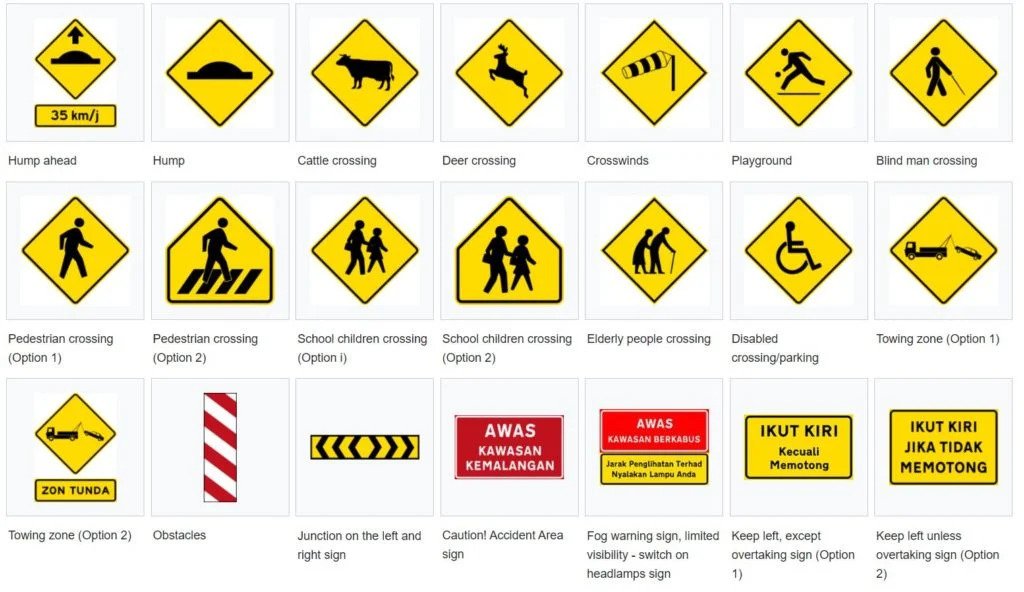 35 km/j
Hump ahead
Hump
Cattle crossing
Deer crossing
Crosswinds
Playground
Blind man crossing
Pedestrian crossing
(Option 1)
Pedestrian crossing
(Option 2)
School children crossing
(Option i)
School children crossing
(Option 2)
Elderly people crossing
Disabled
crossing/parking
Towing zone (Option 1)
ZON TUNDA
Towing zone (Option 2)
Obstacles
Junction on the left and
right sign
AWAS
KAWASAN
KEMALANGAN
Caution! Accident Area
sign
AWAS
KAWASAN BERKABUS
Jarak Penglihatan Terhad
Nyalakan Lampu Anda
Fog warning sign, limited
visibility - switch on
headlamps sign
IKUT KIRI
Kecuali
Memotong
Keep left, except
overtaking sign (Option
1)
IKUT KIRI
JIKA TIDAK
MEMOTONG
Keep left unless
overtaking sign (Option
2)